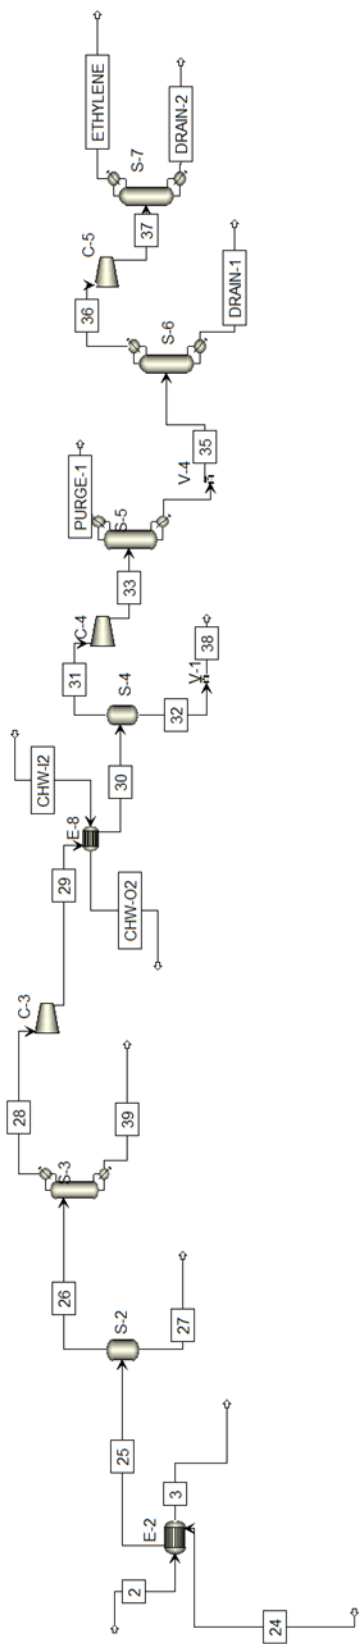 2
24
E-2
3
25
S-2
27
26
S-3
39
28
C-3
29
E-8
CHW-I2
CHW-O2
30
S-4
32
V-1
38
31
C-4
33
S-5
PURGE-1
V-4
35
S-6
DRAIN-1
36
C-5
37
S-7
DRAIN-2
ETHYLENE